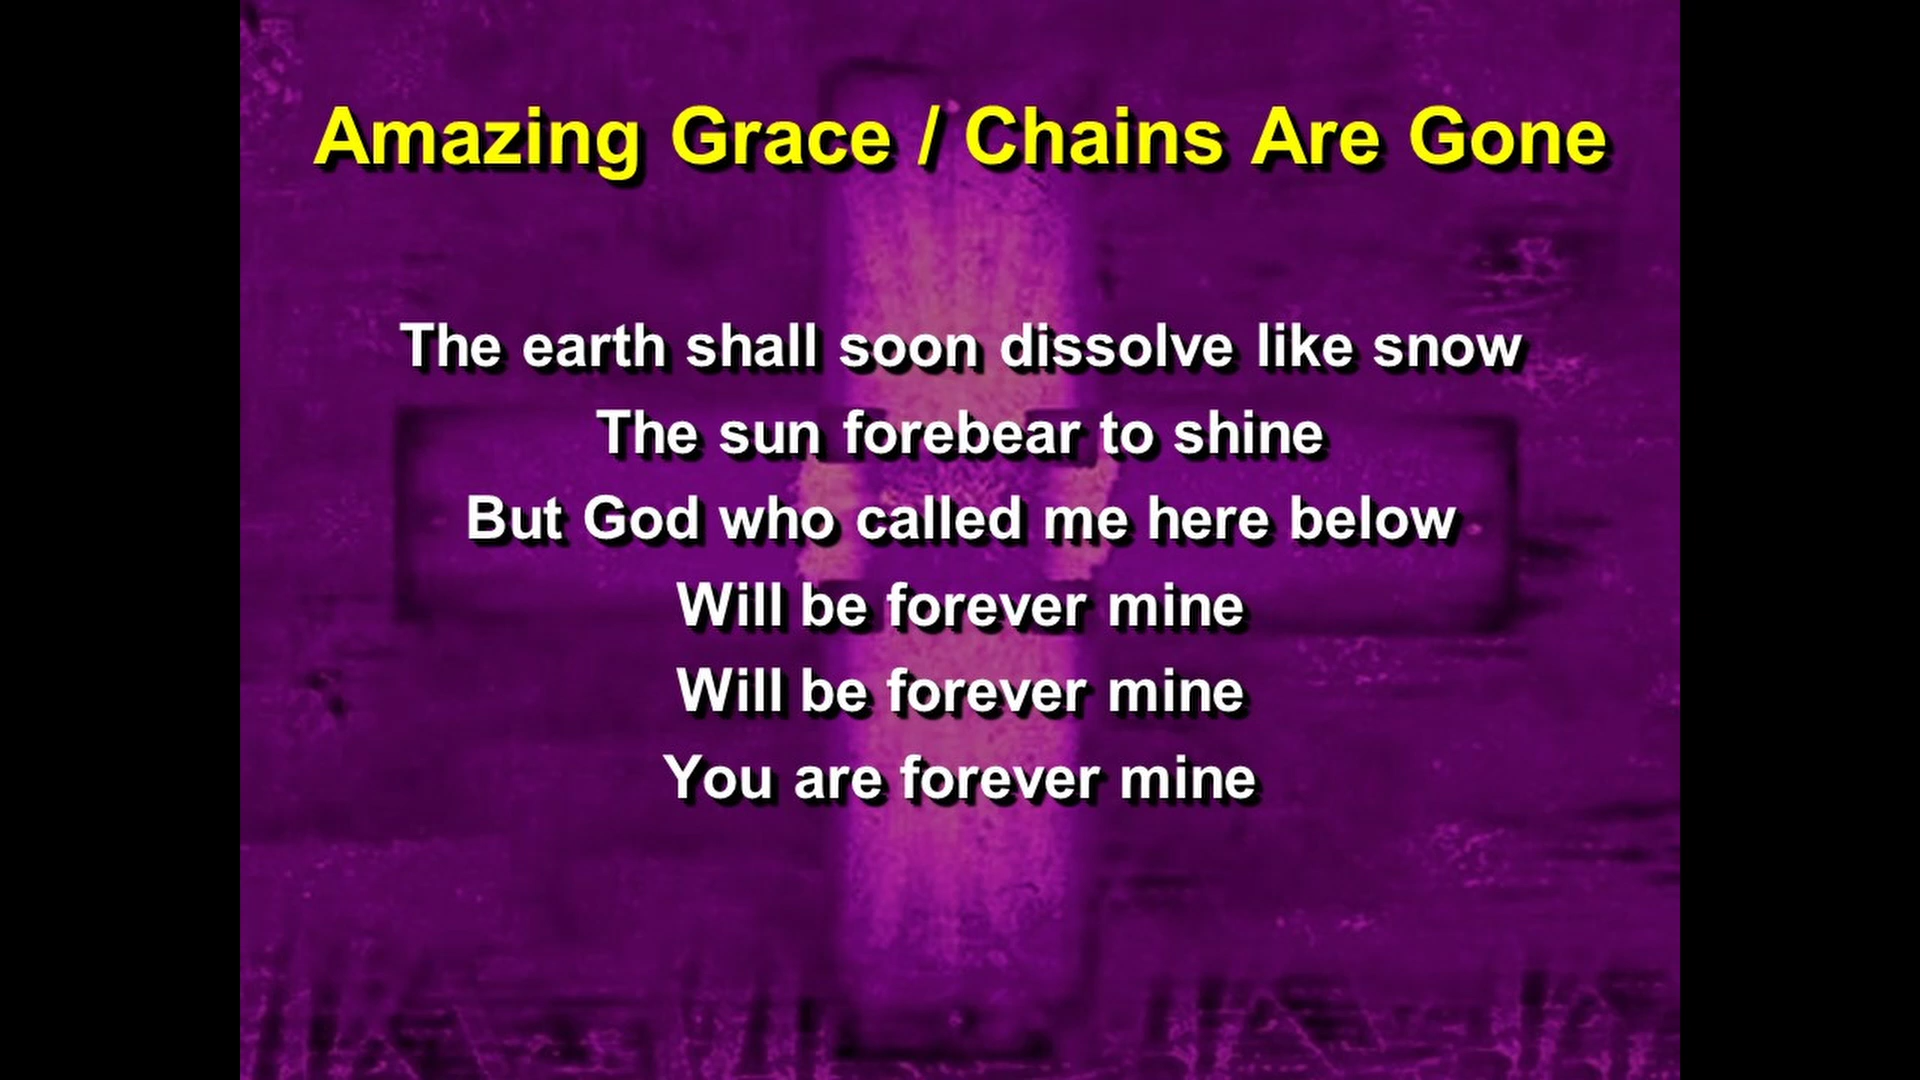 Amazing Grace / Chains Are Gone
The earth shall soon dissolve like snow
The sun forebear to shine
But God who called me here below
Will be forever mine
Will be forever mine
You are forever mine